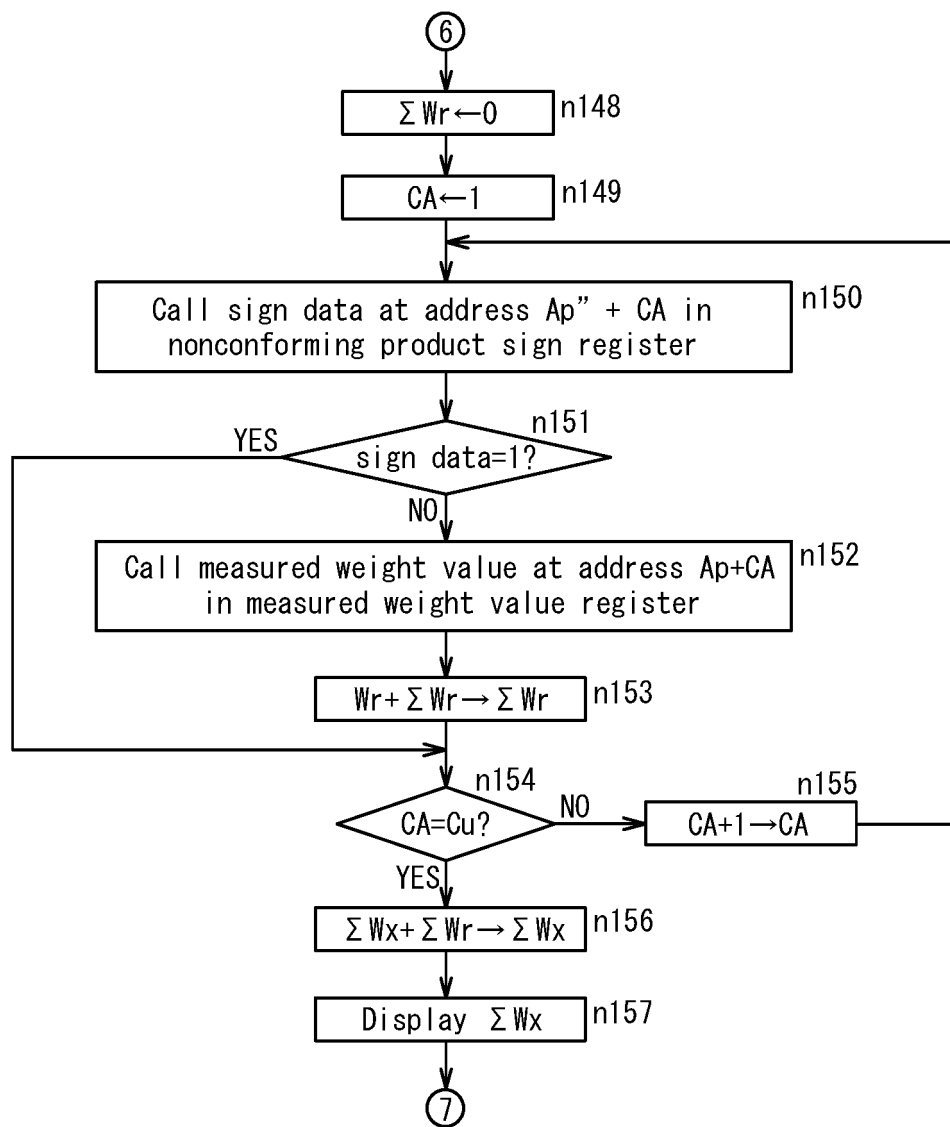 6
ΣWr←0
n148
CA←1
n149
n150
Call sign data at address Ap” + CA in
nonconforming product sign register
n151
YES
sign data=1?
NO
n152
Call measured weight value at address Ap+CA
in measured weight value register
Wr+ΣWr→ΣWr
n153
n154
n155
CA=Cu?
NO
CA+1→CA
YES
ΣWx+ΣWr→ΣWx
n156
Display ΣWx
n157
7